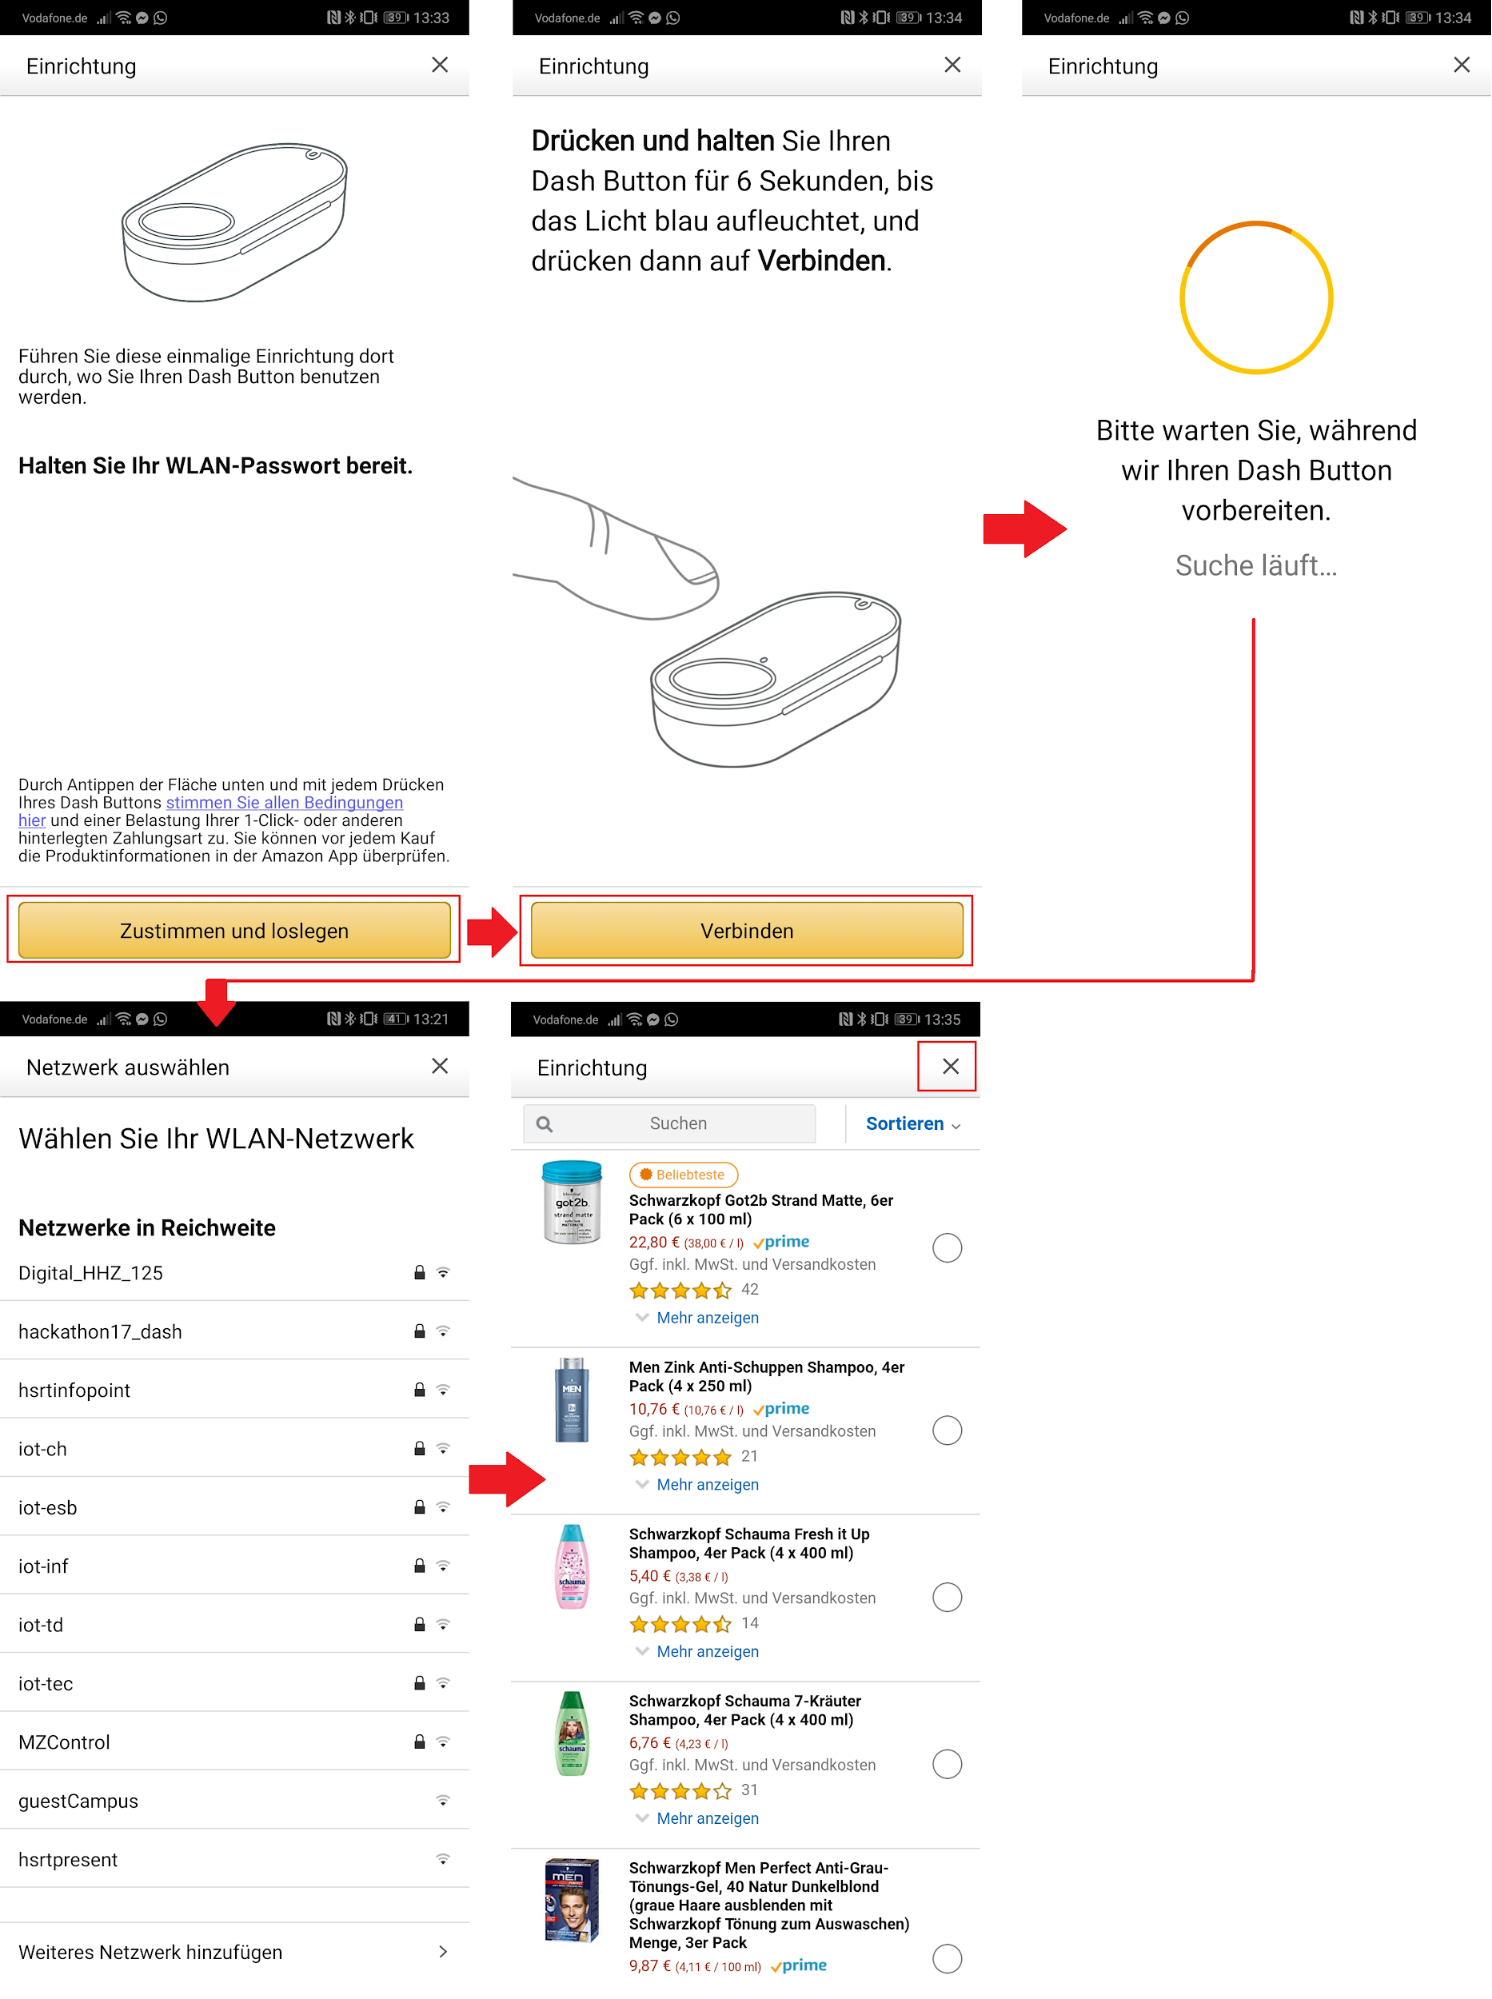 Vodafone.de 39 13:33
Einrichtung
Führen Sie diese einmalige Einrichtung dort
durch, wo Sie Ihren Dash Button benutzen
werden.
Halten Sie Ihr WLAN-Passwort bereit.
Durch Antippen der Fläche unten und mit jedem Drücken
Ihres Dash Buttons stimmen Sie allen Bedingungen
hier und einer Belastung Ihrer 1-Click- oder anderen
hinterlegten Zahlungsart zu. Sie können vor jedem Kauf
die Produktinformationen in der Amazon App überprüfen.
Zustimmen und loslegen
Vodafone.de 39 13:34
Einrichtung
Drücken und halten Sie Ihren
Dash Button für 6 Sekunden, bis
das Licht blau aufleuchtet, und
drücken dann auf Verbinden.
Verbinden
Vodafone.de 39 13:34
Einrichtung
Bitte warten Sie, während
wir Ihren Dash Button
vorbereiten.
Suche läuft...
Vodafone.de 41 13:21
Netzwerk auswählen
Wählen Sie Ihr WLAN-Netzwerk
Netzwerke in Reichweite
Digital_HHZ_125
hackathon17_dash
hsrtinfopoint
iot-ch
iot-esb
iot-inf
iot-td
iot-tec
MZControl
guestCampus
hsrtpresent
Weiteres Netzwerk hinzufügen
Vodafone.de 39 13:35
Einrichtung
Suchen
Sortieren
got2b.
strand matte
Beliebteste
Schwarzkopf Got2b Strand Matte, 6er
Pack (6 x 100 ml)
22,80 € (38,00 € / l) prime
Ggf. inkl. MwSt. und Versandkosten
42
Mehr anzeigen
MEN
Men Zink Anti-Schuppen Shampoo, 4er
Pack (4 x 250 ml)
10,76 € (10,76 € / l) prime
Ggf. inkl. MwSt. und Versandkosten
21
Mehr anzeigen
schauma
Schwarzkopf Schauma Fresh it Up
Shampoo, 4er Pack (4 x 400 ml)
5,40 € (3,38 € / l)
Ggf. inkl. MwSt. und Versandkosten
14
Mehr anzeigen
schauma
Schwarzkopf Schauma 7-Kräuter
Shampoo, 4er Pack (4 x 400 ml)
6,76 € (4,23 € / l)
Ggf. inkl. MwSt. und Versandkosten
31
Mehr anzeigen
MEN
Schwarzkopf Men Perfect Anti-Grau-
Tönungs-Gel, 40 Natur Dunkelblond
(graue Haare ausblenden mit
Schwarzkopf Tönung zum Auswaschen)
Menge, 3er Pack
9,87 € (4,11 € / 100 ml) prime